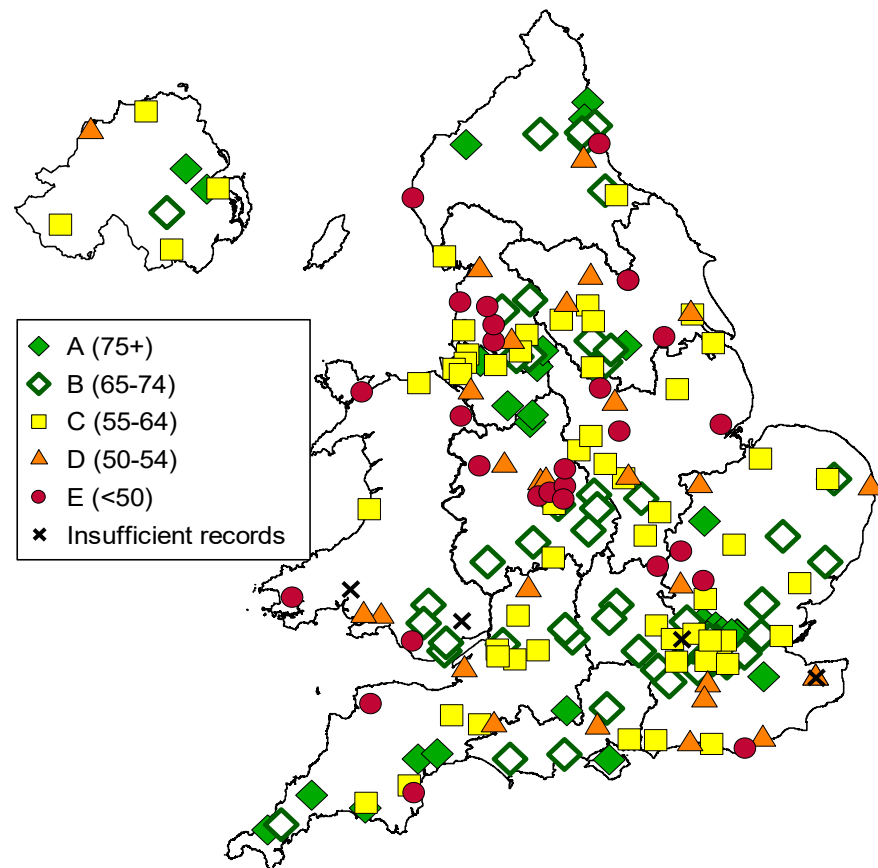 A (75+)
B (65-74)
C (55-64)
D (50-54)
E (<50)
Insufficient records